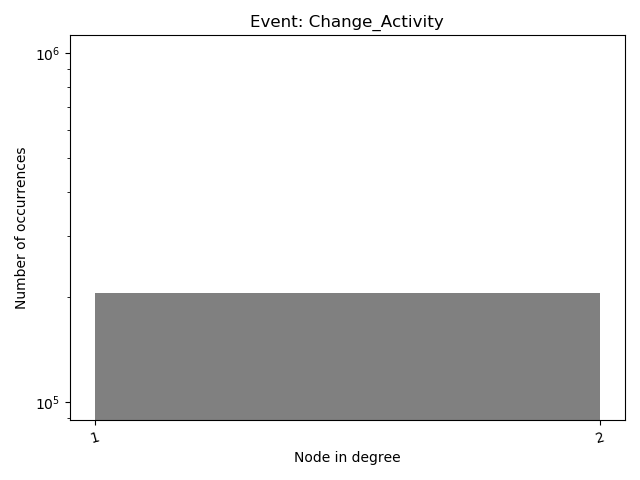 Event: Change_Activity
10⁶
Number of occurrences
10⁵
1
2
Node in degree